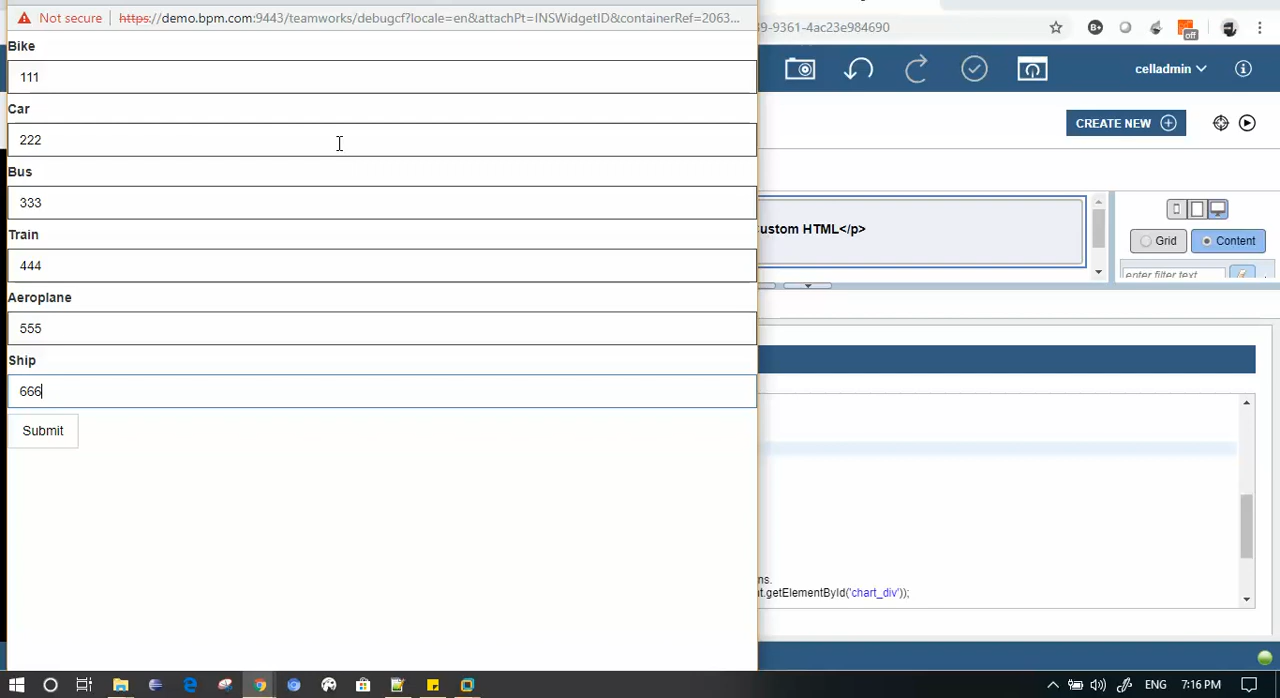 Not secure | https://demo.bpm.com:9443/teamworks/debugcf?locale=en&attachPt=INSWidgetID&containerRef=2063...
39-9361-4ac23e984690
off
Bike
111
Car
222
Bus
333
Train
444
Aeroplane
555
Ship
666
Submit
celladmin
CREATE NEW
ustom HTML</p>
Grid
Content
enter filter text
ns.
t.getElementById('chart_div'));
ENG
7:16 PM